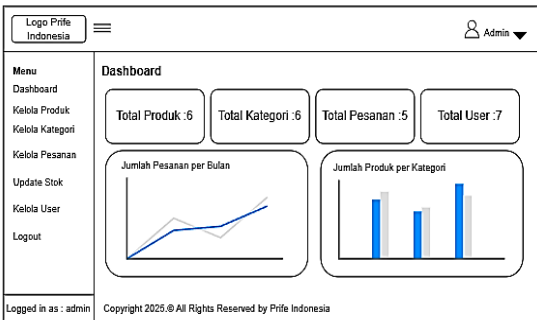 Logo Prife
Indonesia
Admin
Menu
Dashboard
Kelola Produk
Kelola Kategori
Kelola Pesanan
Update Stok
Kelola User
Logout
Logged in as : admin
Dashboard
Total Produk :6
Total Kategori :6
Total Pesanan :5
Total User :7
Jumlah Pesanan per Bulan
Jumlah Produk per Kategori
Copyright 2025.© All Rights Reserved by Prife Indonesia